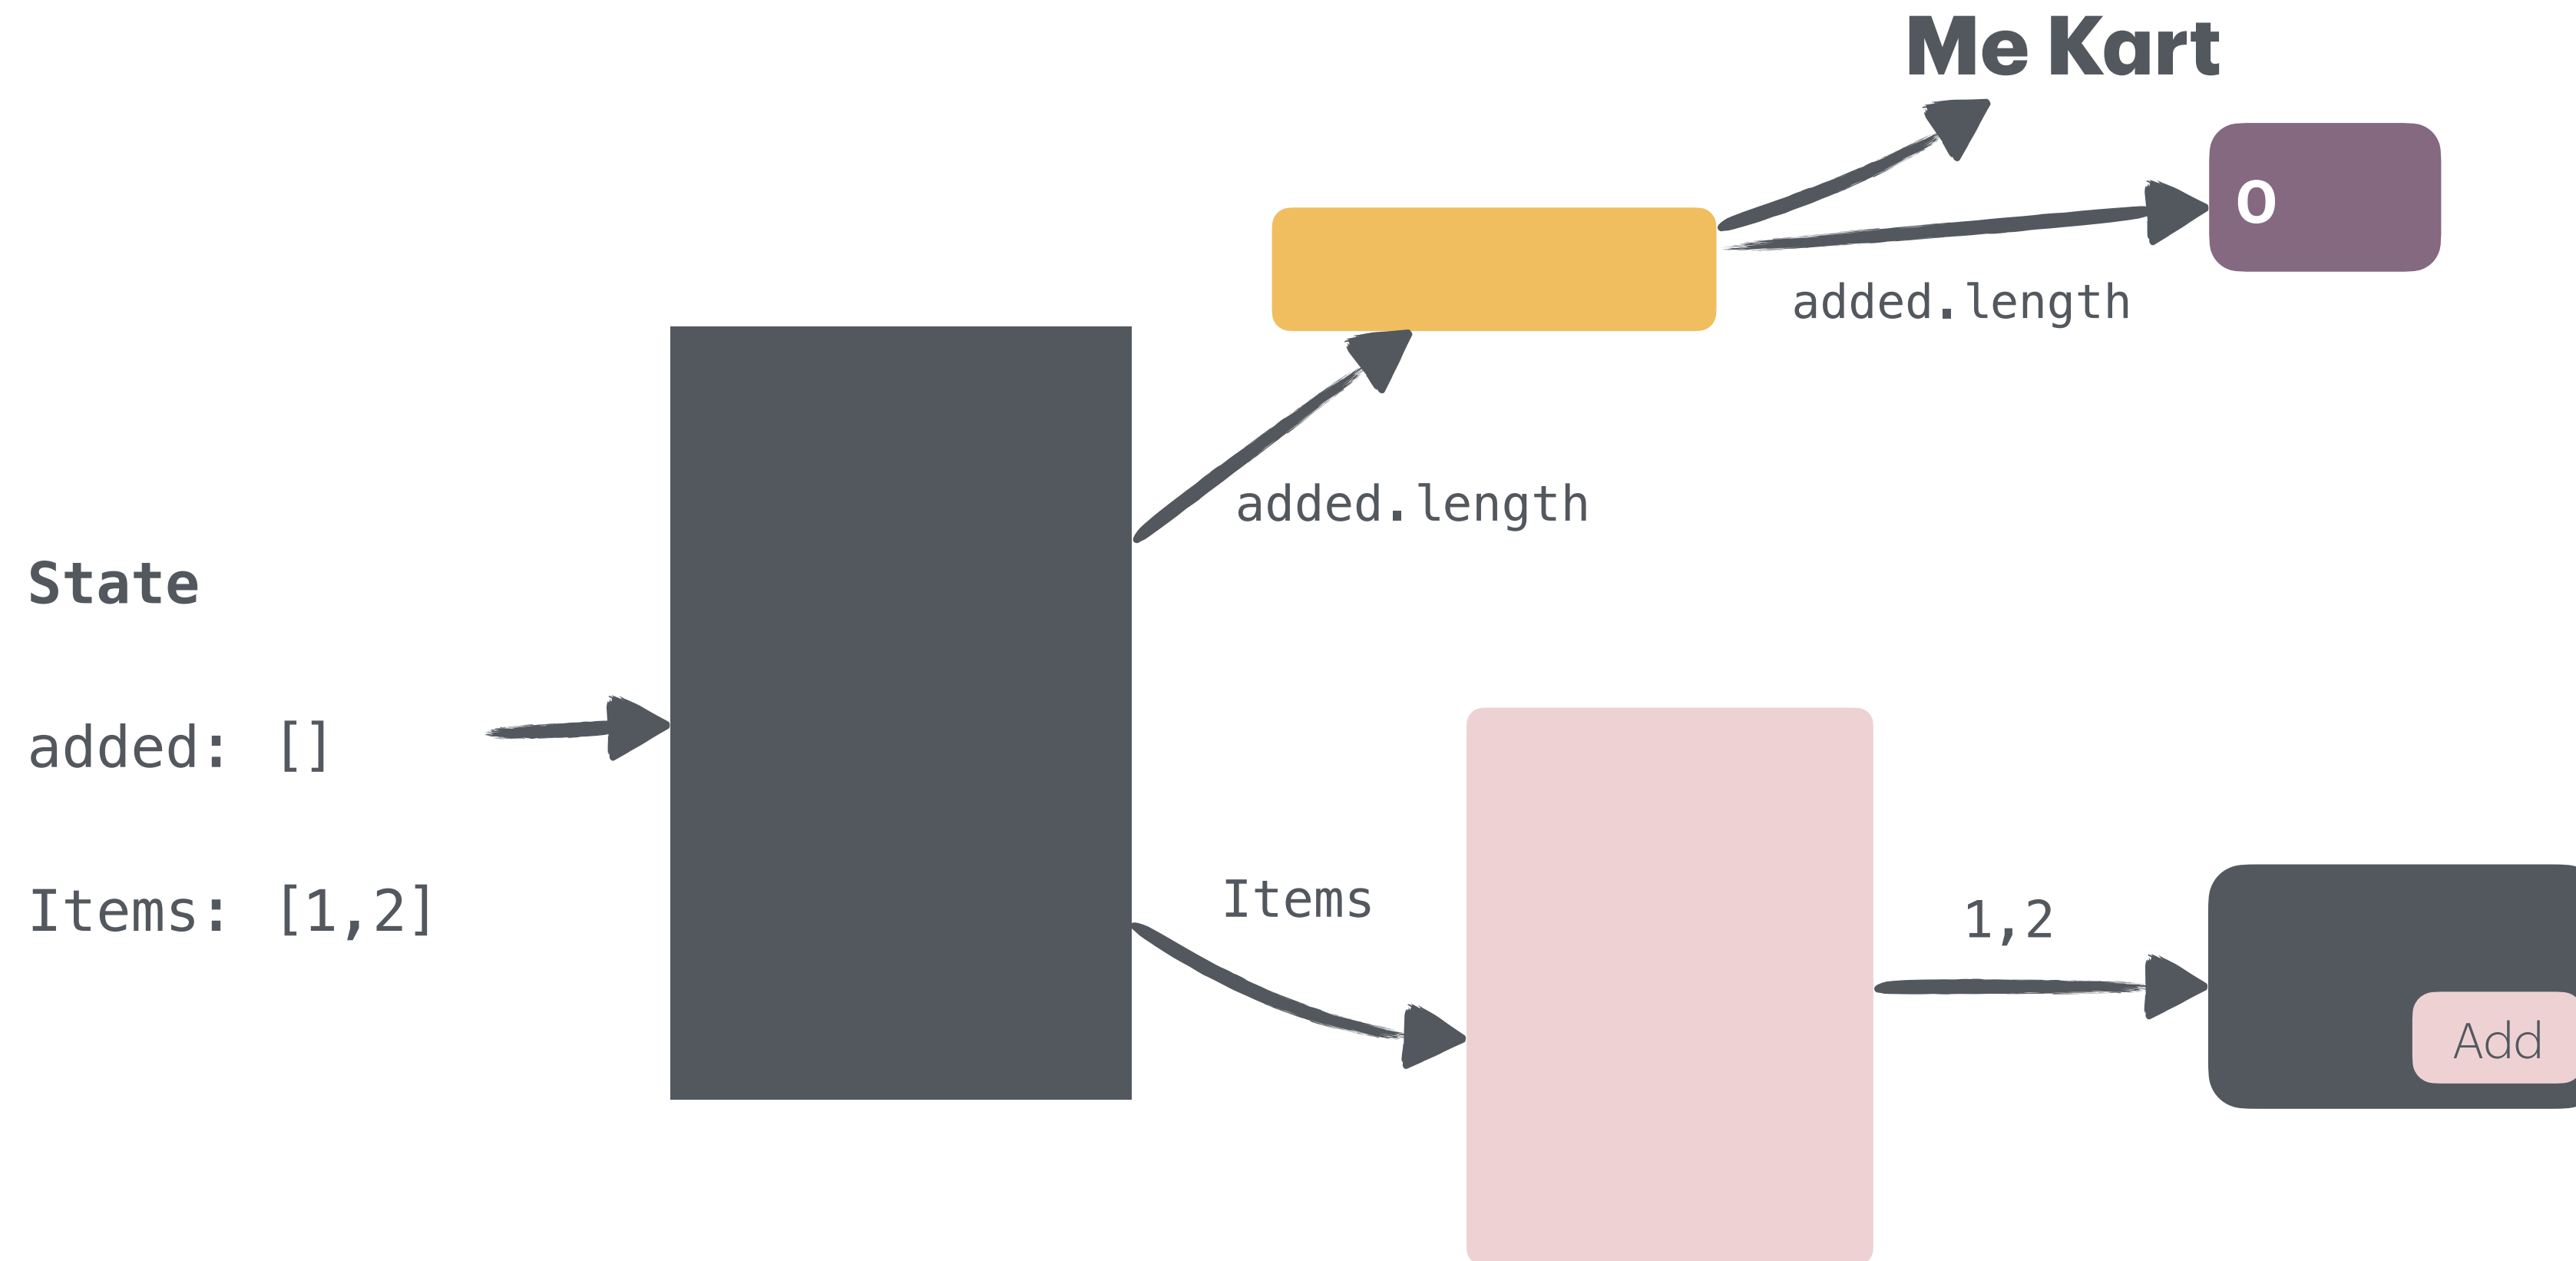 Me Kart
0
added.length
added.length
State
added: []
Items: [1,2]
Items
1,2
Add